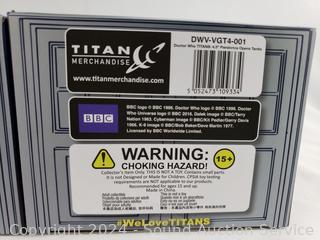 TITAN
MERCHANDISE
www.titanmerchandise.com
DWV-VGT4-001
Doctor Who TITANS: 4.5" Pandorica Opens Tardis
5 052473 109334
BBC
BBC logo © BBC 1996. Doctor Who logo © BBC 1996. Doctor
Who Universe logo © BBC 2016. Dalek image © BBC/Terry
Nation 1963. Cyberman image © BBC/Kit Pedler/Gerry Davis
1966. K-9 image © BBC/Bob Baker/Dave Martin 1977.
Licensed by BBC Worldwide Limited.
WARNING:
CHOKING HAZARD!
15+
Collector's Item Only. THIS IS NOT A TOY. Contains small parts.
It is not Designed or Made for Children. CPSIA toy testing
requirements are NOT applicable to this product.
Recommended for ages 15 and up.
Made in China.
#WeLoveTITANS
Copyright 2024 - Sound Auction Service